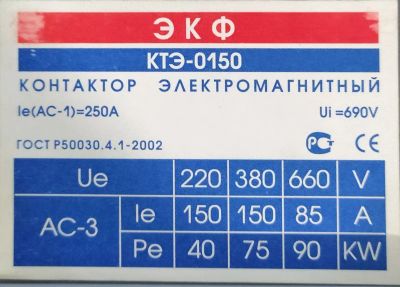 ЭКФ
КТЭ-0150
КОНТАКТОР ЭЛЕКТРОМАГНИТНЫЙ
Ie(AC-1)=250A Ui=690V
ГОСТ Р50030.4.1-2002 РСТ CE
Ue 220 380 660 V
AC-3 Ie 150 150 85 A
Pe 40 75 90 KW